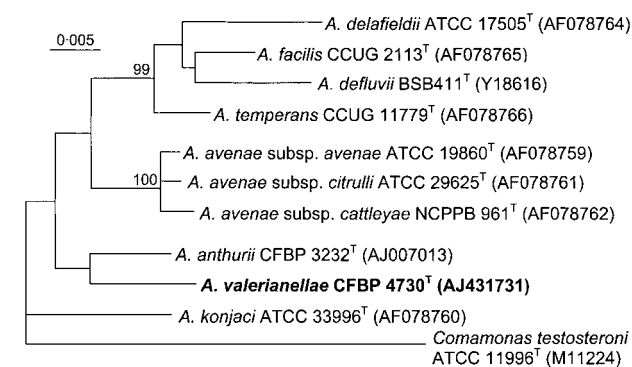 A. delafieldii ATCC 17505T (AF078764)
0·005
A. facilis CCUG 2113T (AF078765)
99
A. defluvii BSB411T (Y18616)
A. temperans CCUG 11779T (AF078766)
A. avenae subsp. avenae ATCC 19860T (AF078759)
100
A. avenae subsp. citrulli ATCC 29625T (AF078761)
A. avenae subsp. cattleyae NCPPB 961T (AF078762)
A. anthurii CFBP 3232T (AJ007013)
A. valerianellae CFBP 4730T (AJ431731)
A. konjaci ATCC 33996T (AF078760)
Comamonas testosteroni
ATCC 11996T (M11224)